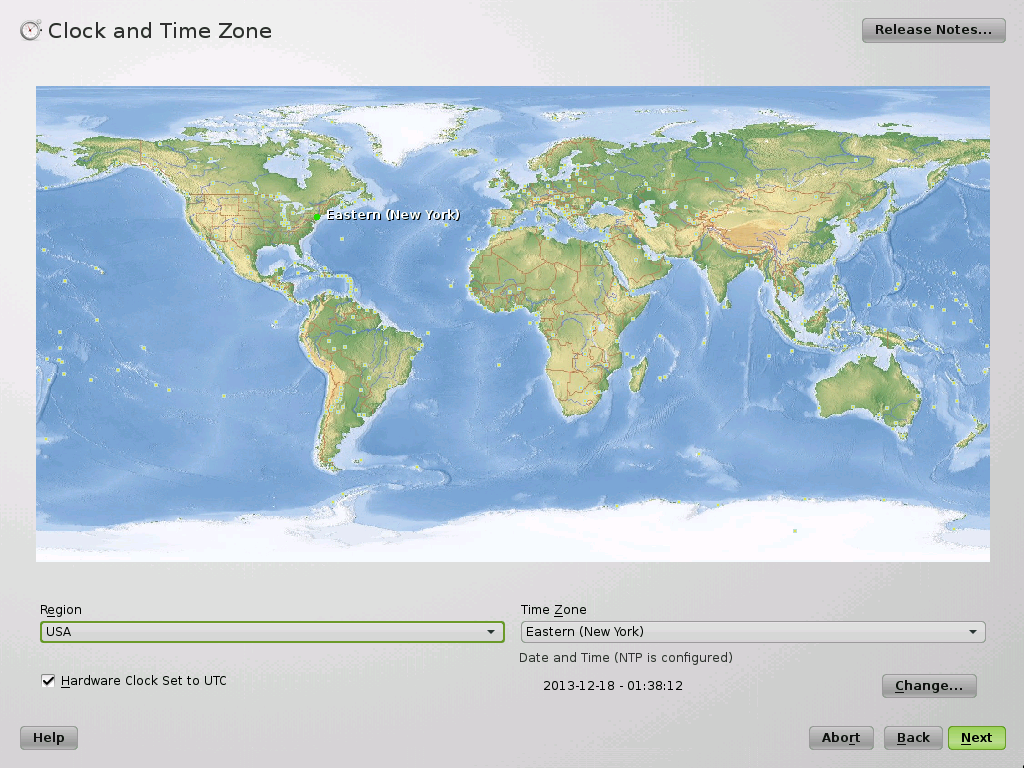 Clock and Time Zone
Release Notes...
Eastern (New York)
Region
Time Zone
USA
Eastern (New York)
Date and Time (NTP is configured)
Hardware Clock Set to UTC
2013-12-18 - 01:38:12
Change...
Help
Abort
Back
Next